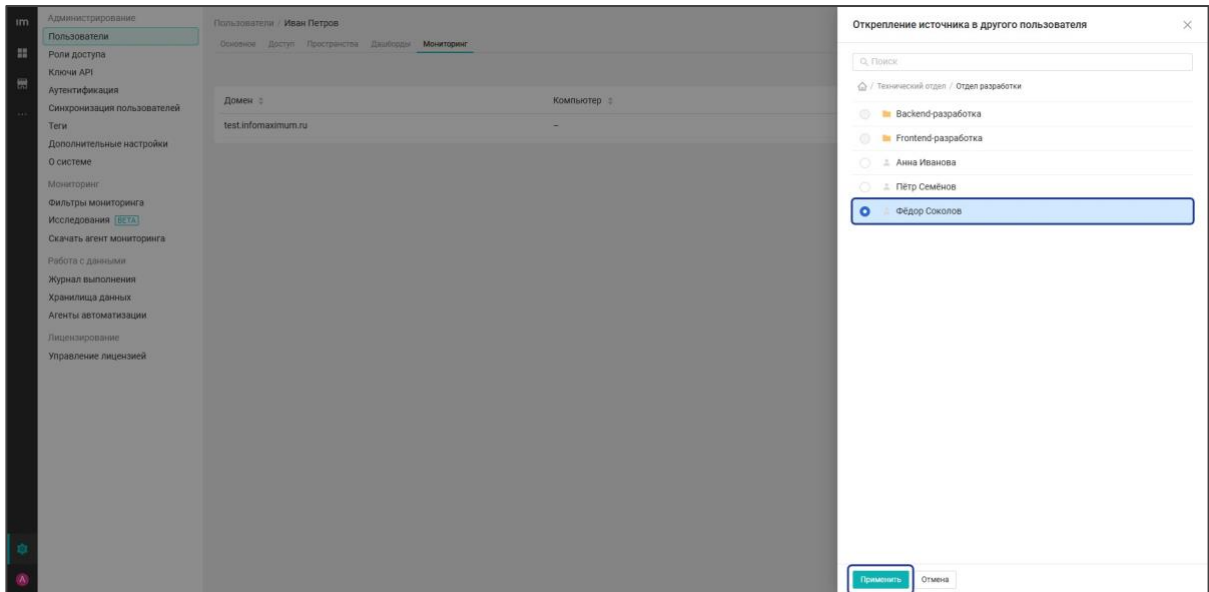 im
Администрирование
Пользователи
Роли доступа
Ключи API
Аутентификация
Синхронизация пользователей
Теги
Дополнительные настройки
О системе
Мониторинг
Фильтры мониторинга
Исследования BETA
Скачать агент мониторинга
Работа с данными
Журнал выполнения
Хранилища данных
Агенты автоматизации
Лицензирование
Управление лицензией
A
Пользователи / Иван Петров
Основное Доступ Пространства Дашборды Мониторинг
Домен Компьютер
test.infomaximum.ru –
Открепление источника в другого пользователя
Поиск
/ Технический отдел / Отдел разработки
Backend-разработка
Frontend-разработка
Анна Иванова
Пётр Семёнов
Фёдор Соколов
Применить Отмена